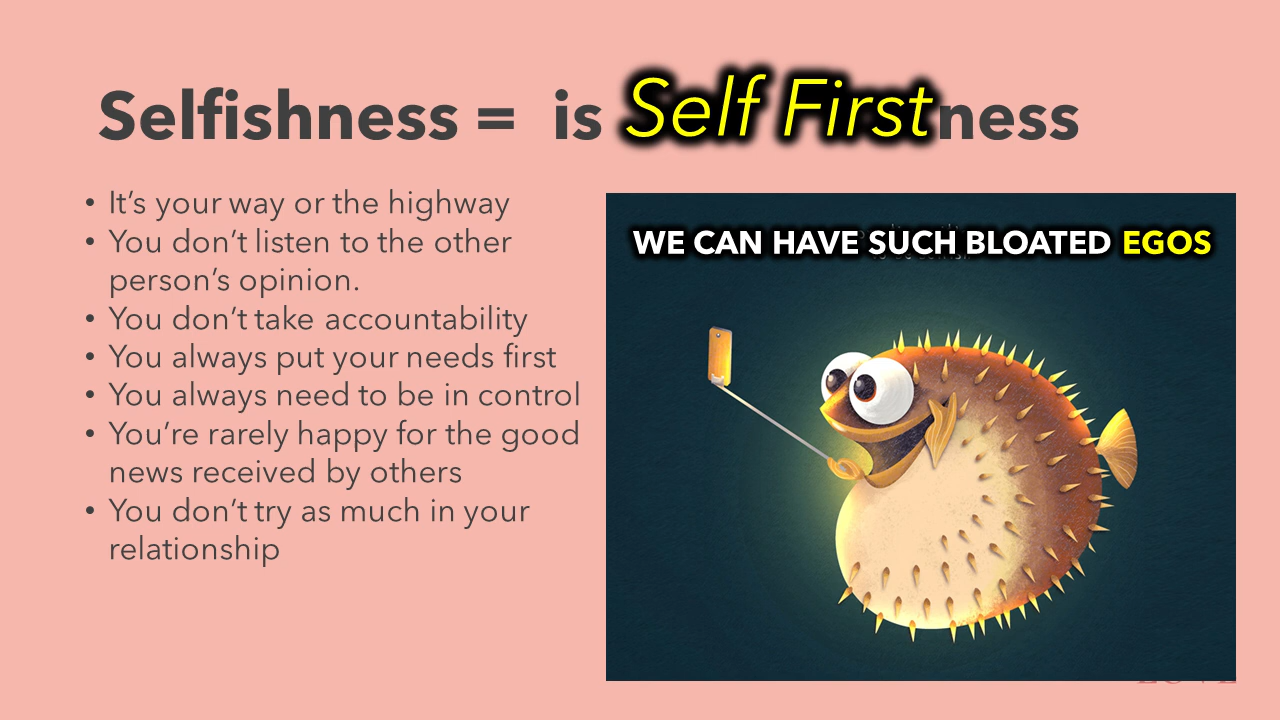 Selfishness =  is Self Firstness
• It’s your way or the highway
• You don’t listen to the other
person’s opinion.
• You don’t take accountability
• You always put your needs first
• You always need to be in control
• You’re rarely happy for the good
news received by others
• You don’t try as much in your
relationship
WE CAN HAVE SUCH BLOATED EGOS